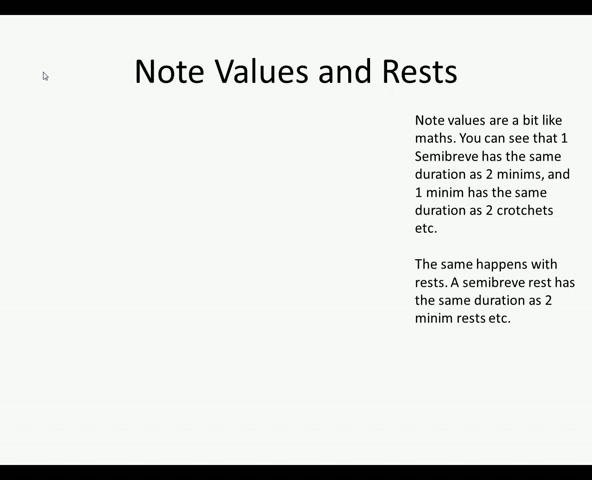 Note Values and Rests
Note values are a bit like
maths. You can see that 1
Semibreve has the same
duration as 2 minims, and
1 minim has the same
duration as 2 crotchets
etc.
The same happens with
rests. A semibreve rest has
the same duration as 2
minim rests etc.